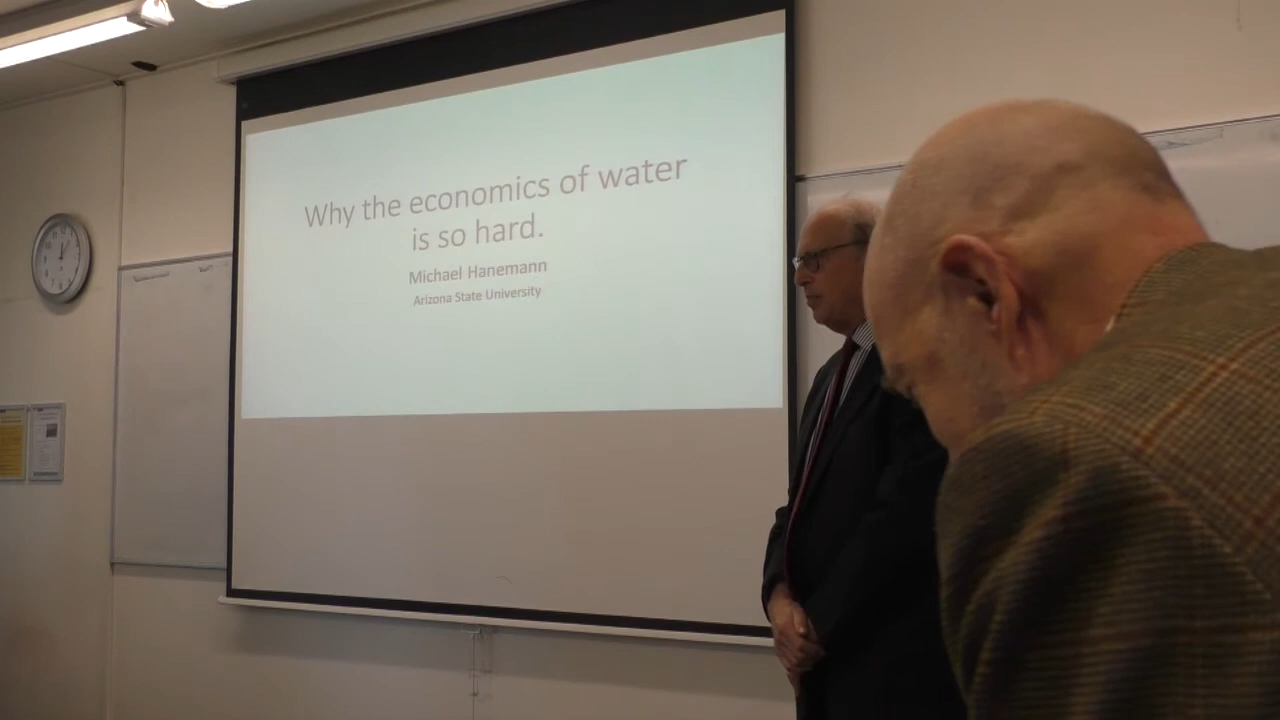 Why the economics of water
is so hard.
Michael Hanemann
Arizona State University